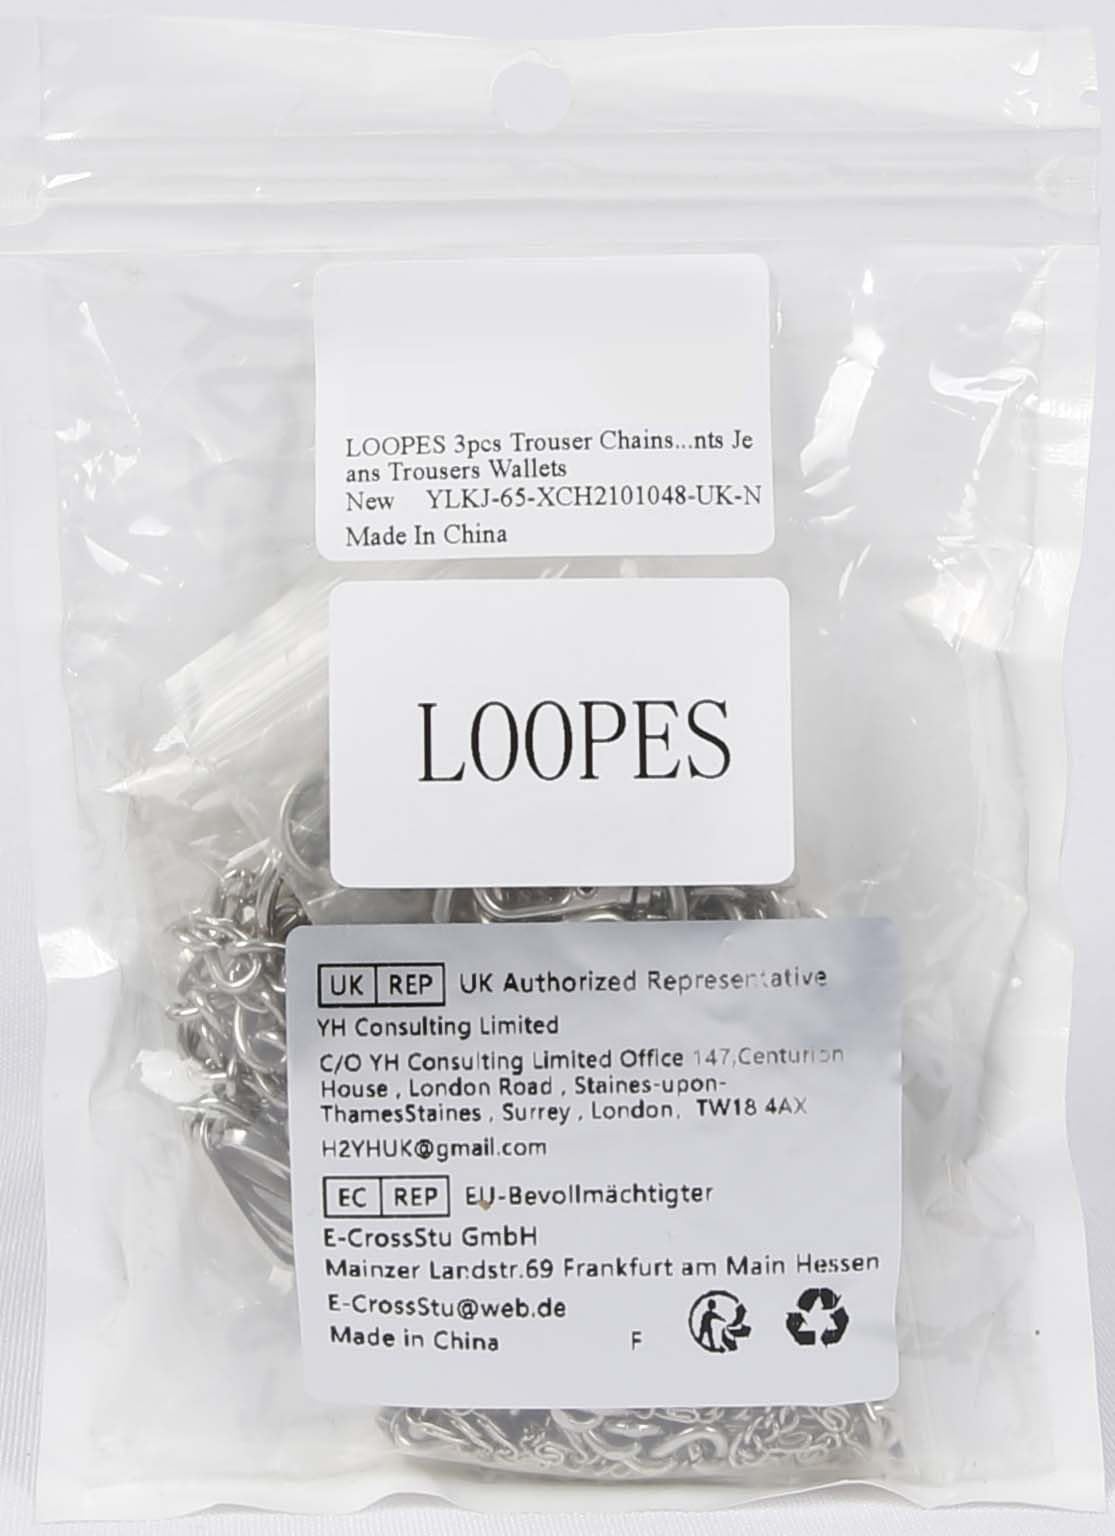 LOOPES 3pcs Trouser Chains...nts Je
ans Trousers Wallets
New YLKJ-65-XCH2101048-UK-N
Made In China
LOOPES
UK REP UK Authorized Representative
YH Consulting Limited
C/O YH Consulting Limited Office 147,Centurion
House , London Road , Staines-upon-
ThamesStaines , Surrey , London, TW18 4AX
H2YHUK@gmail.com
EC REP EU-Bevollmächtigter
E-CrossStu GmbH
Mainzer Landstr.69 Frankfurt am Main Hessen
E-CrossStu@web.de
Made in China F